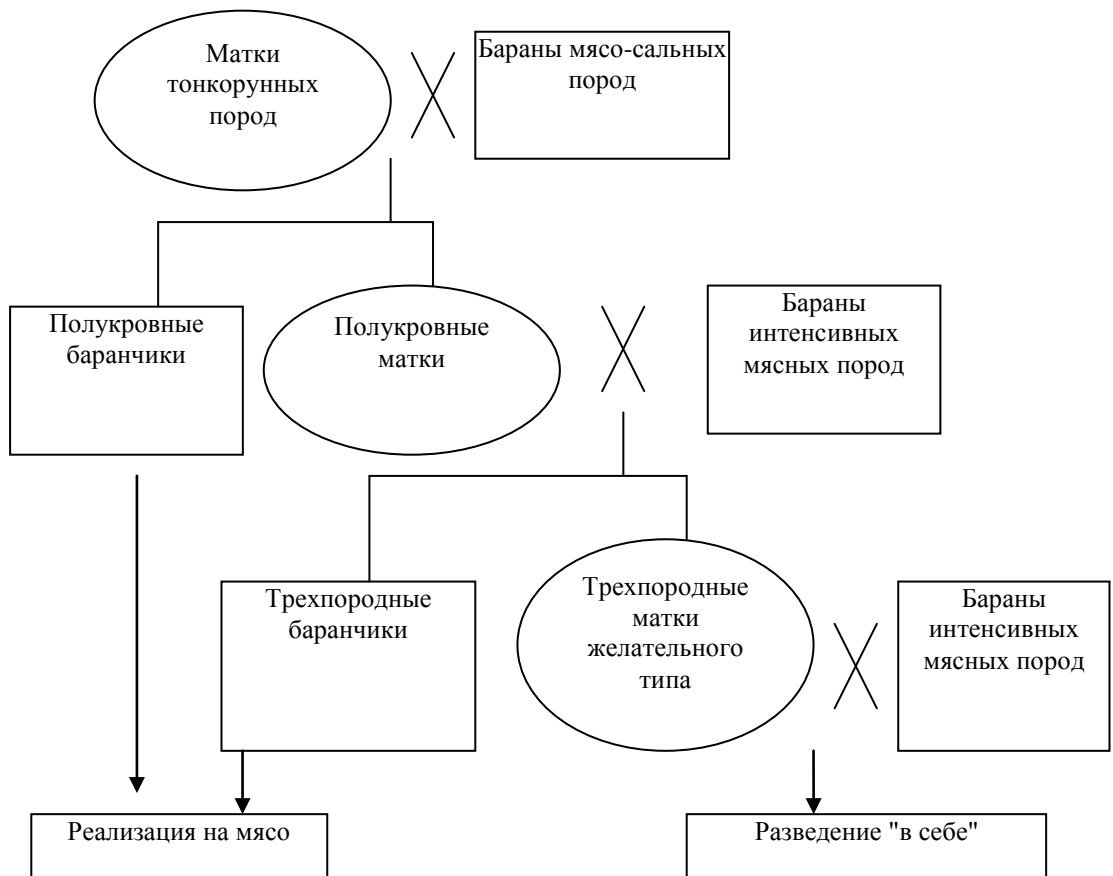 Матки
тонкорунных
пород
Бараны мясо-сальных
пород
Полукровные
баранчики
Полукровные
матки
Бараны
интенсивных
мясных пород
Трехпородные
баранчики
Трехпородные
матки
желательного
типа
Бараны
интенсивных
мясных пород
Реализация на мясо
Разведение "в себе"